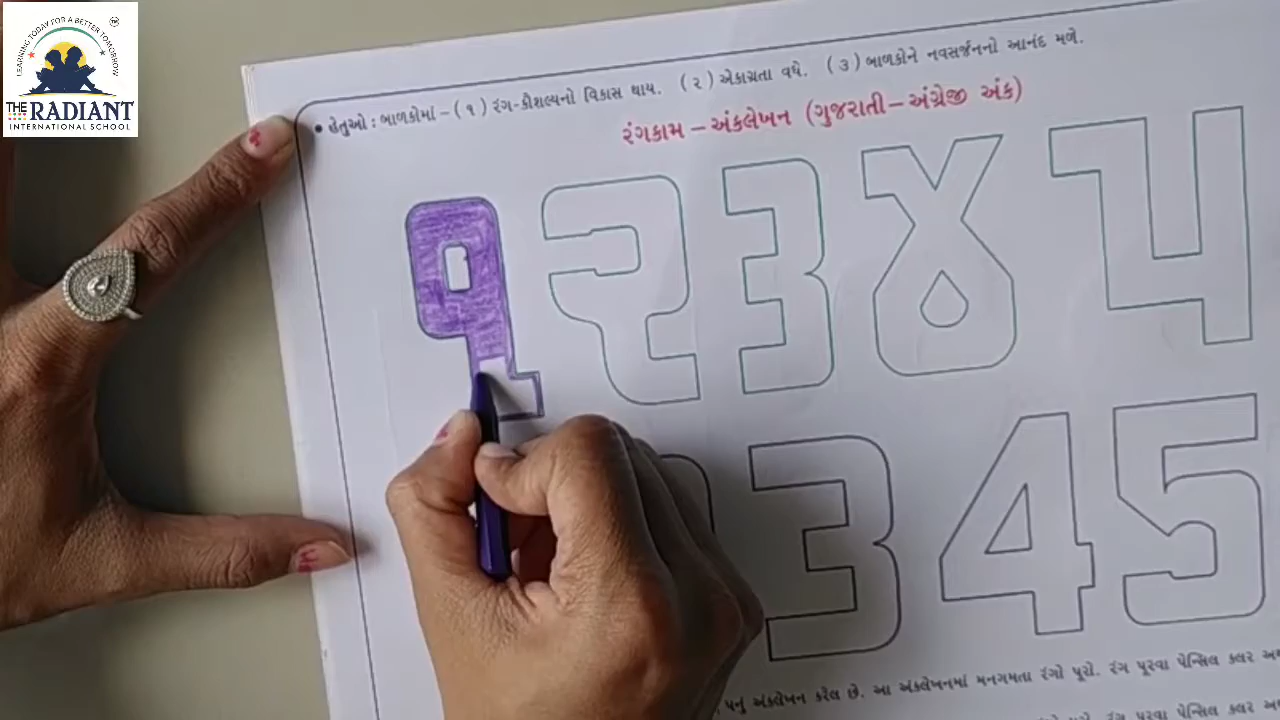 LEARNING TODAY FOR A BETTER TOMORROW
THE RADIANT
INTERNATIONAL SCHOOL
• હેતુઓ : બાળકોમાં – (૧) રંગ-કૌશલ્યનો વિકાસ થાય. (૨) એકાગ્રતા વધે. (૩) બાળકોને નવસર્જનનો આનંદ મળે.
રંગકામ – અંકલેખન (ગુજરાતી – અંગ્રેજી અંક)
૧ ૨ ૩ ૪ ૫
3 4 5
પનું અંકલેખન કરેલ છે. આ અંકલેખનમાં મનગમતા રંગો પૂરો. રંગ પૂરવા પેન્સિલ કલર